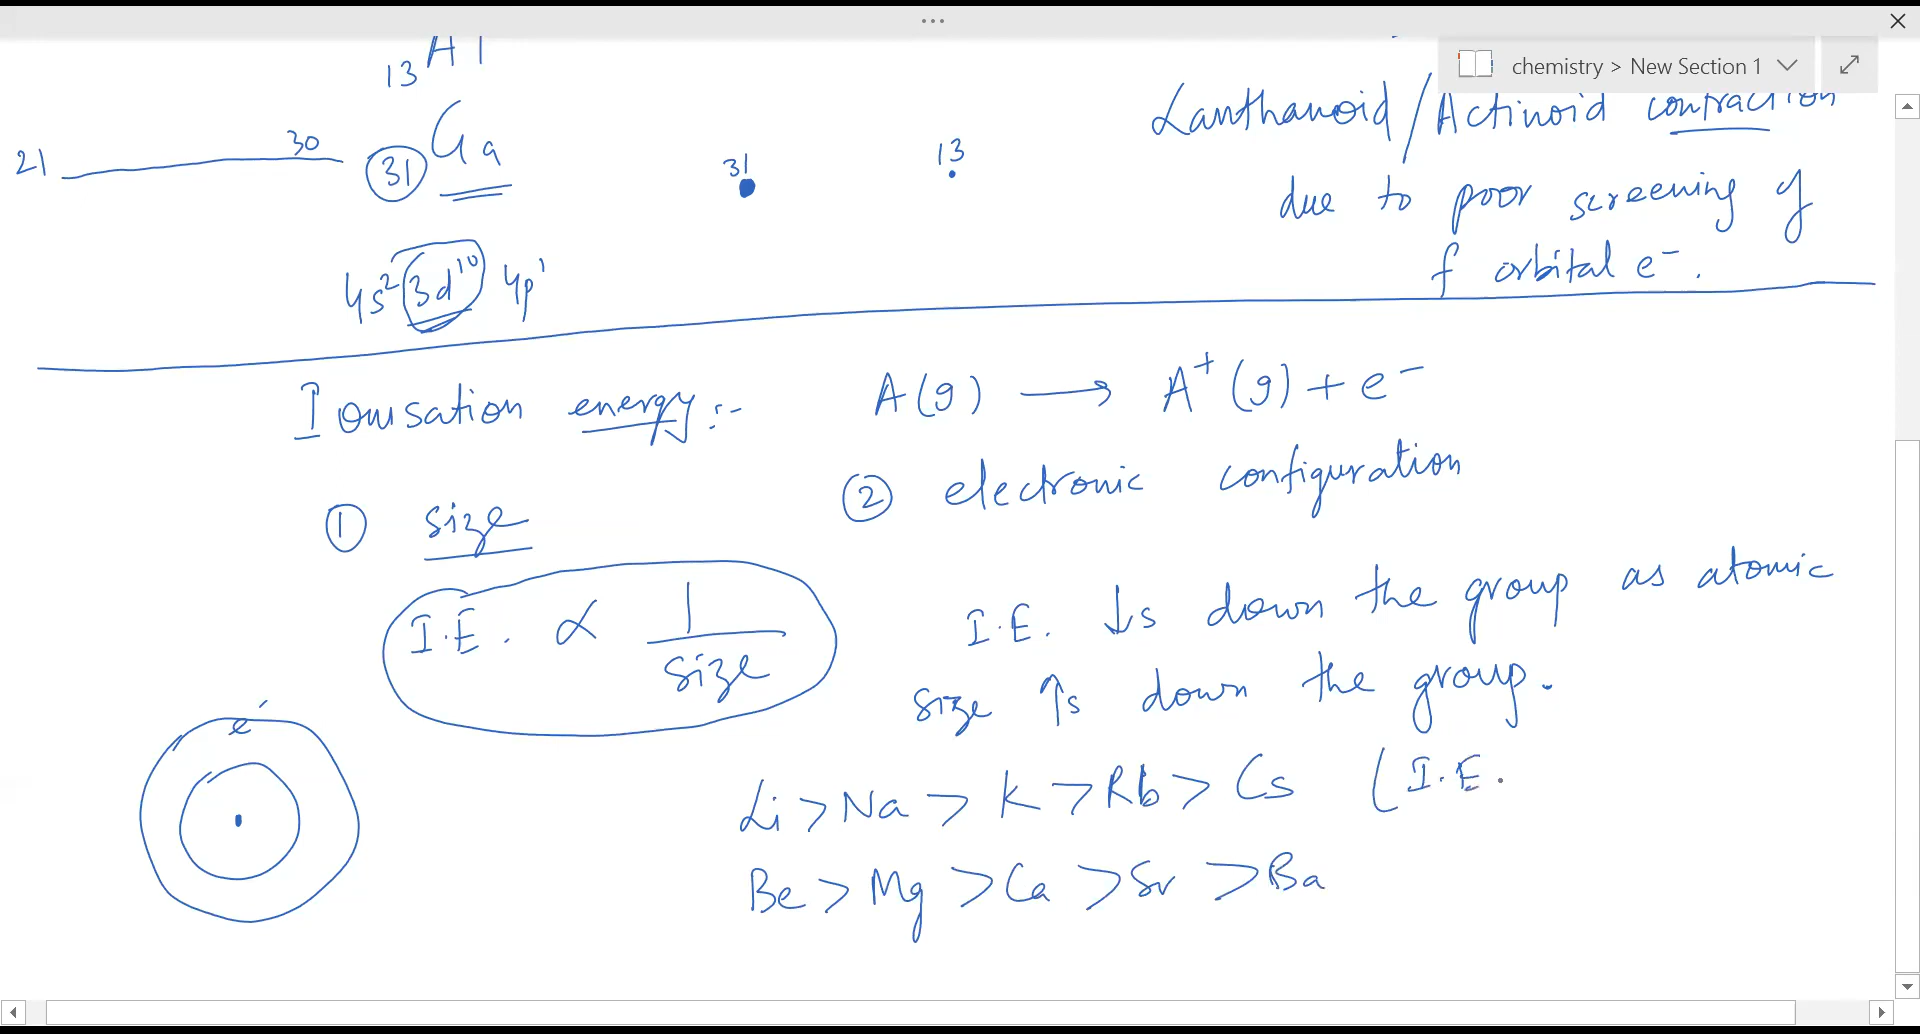 chemistry > New Section 1
13 Al
21 30 31 Ga
31
13
4s² 3d¹⁰ 4p¹
Lanthanoid/Actinoid contraction
due to poor screening of
f orbital e⁻.
Ionisation energy :-
A(g) → A⁺(g) + e⁻
① size
② electronic configuration
I.E. ∝ 1/size
I.E. ↓s down the group as atomic
size ↑s down the group.
e⁻
Li > Na > K > Rb > Cs (I.E.
Be > Mg > Ca > Sr > Ba